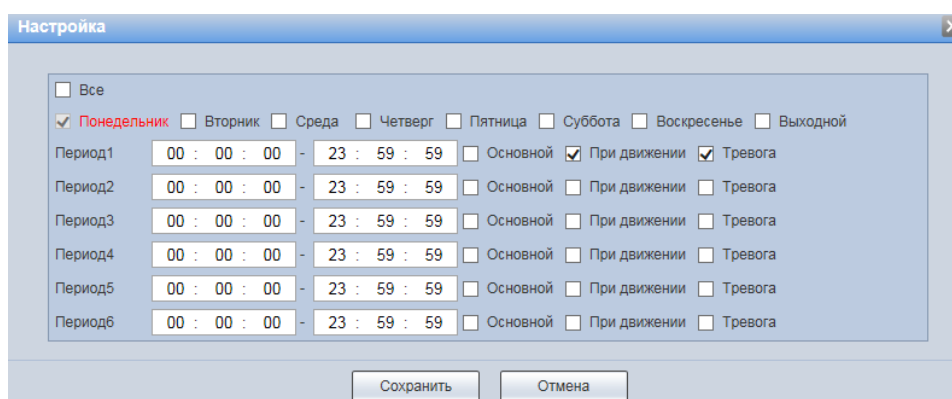 Настройка
Все
Понедельник Вторник Среда Четверг Пятница Суббота Воскресенье Выходной
Период1 00 : 00 : 00 - 23 : 59 : 59 Основной При движении Тревога
Период2 00 : 00 : 00 - 23 : 59 : 59 Основной При движении Тревога
Период3 00 : 00 : 00 - 23 : 59 : 59 Основной При движении Тревога
Период4 00 : 00 : 00 - 23 : 59 : 59 Основной При движении Тревога
Период5 00 : 00 : 00 - 23 : 59 : 59 Основной При движении Тревога
Период6 00 : 00 : 00 - 23 : 59 : 59 Основной При движении Тревога
Сохранить Отмена